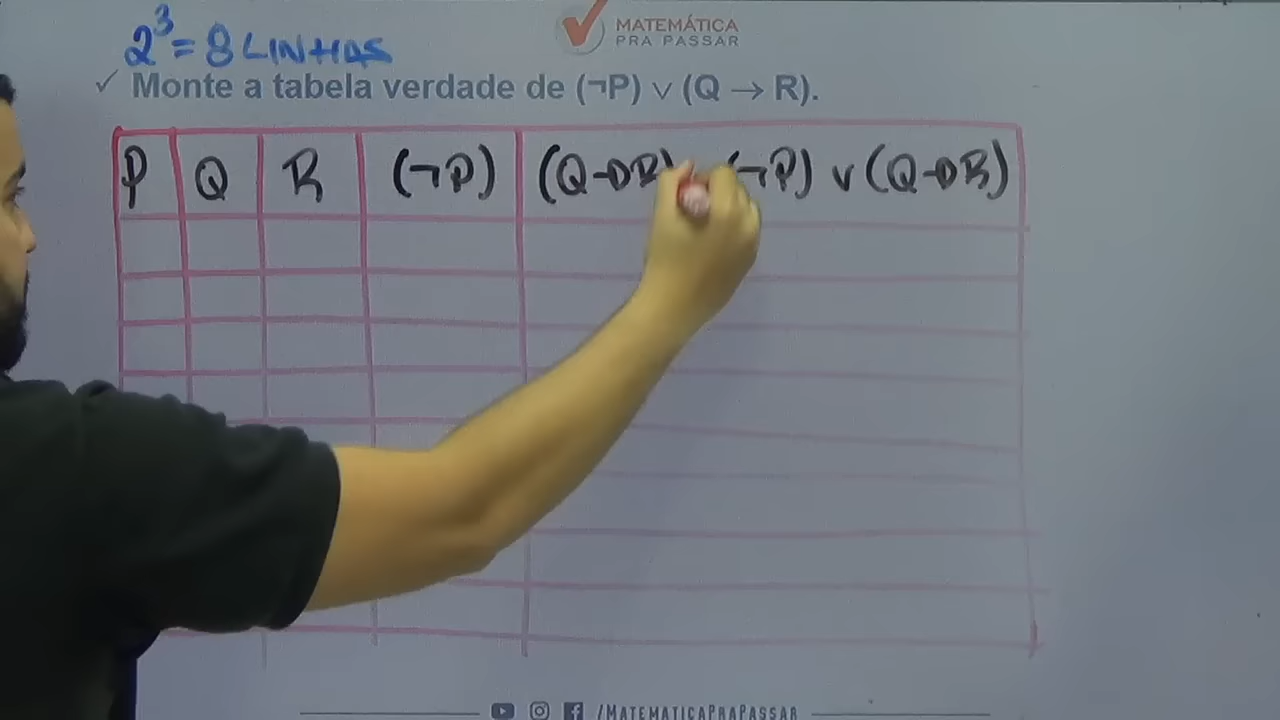 2³ = 8 LINHAS
MATEMÁTICA
PRA PASSAR
✓ Monte a tabela verdade de (¬P) ∨ (Q → R).
P Q R (¬P) (Q→R) (¬P) ∨ (Q→R)
/MATEMATICAPRAPASSAR